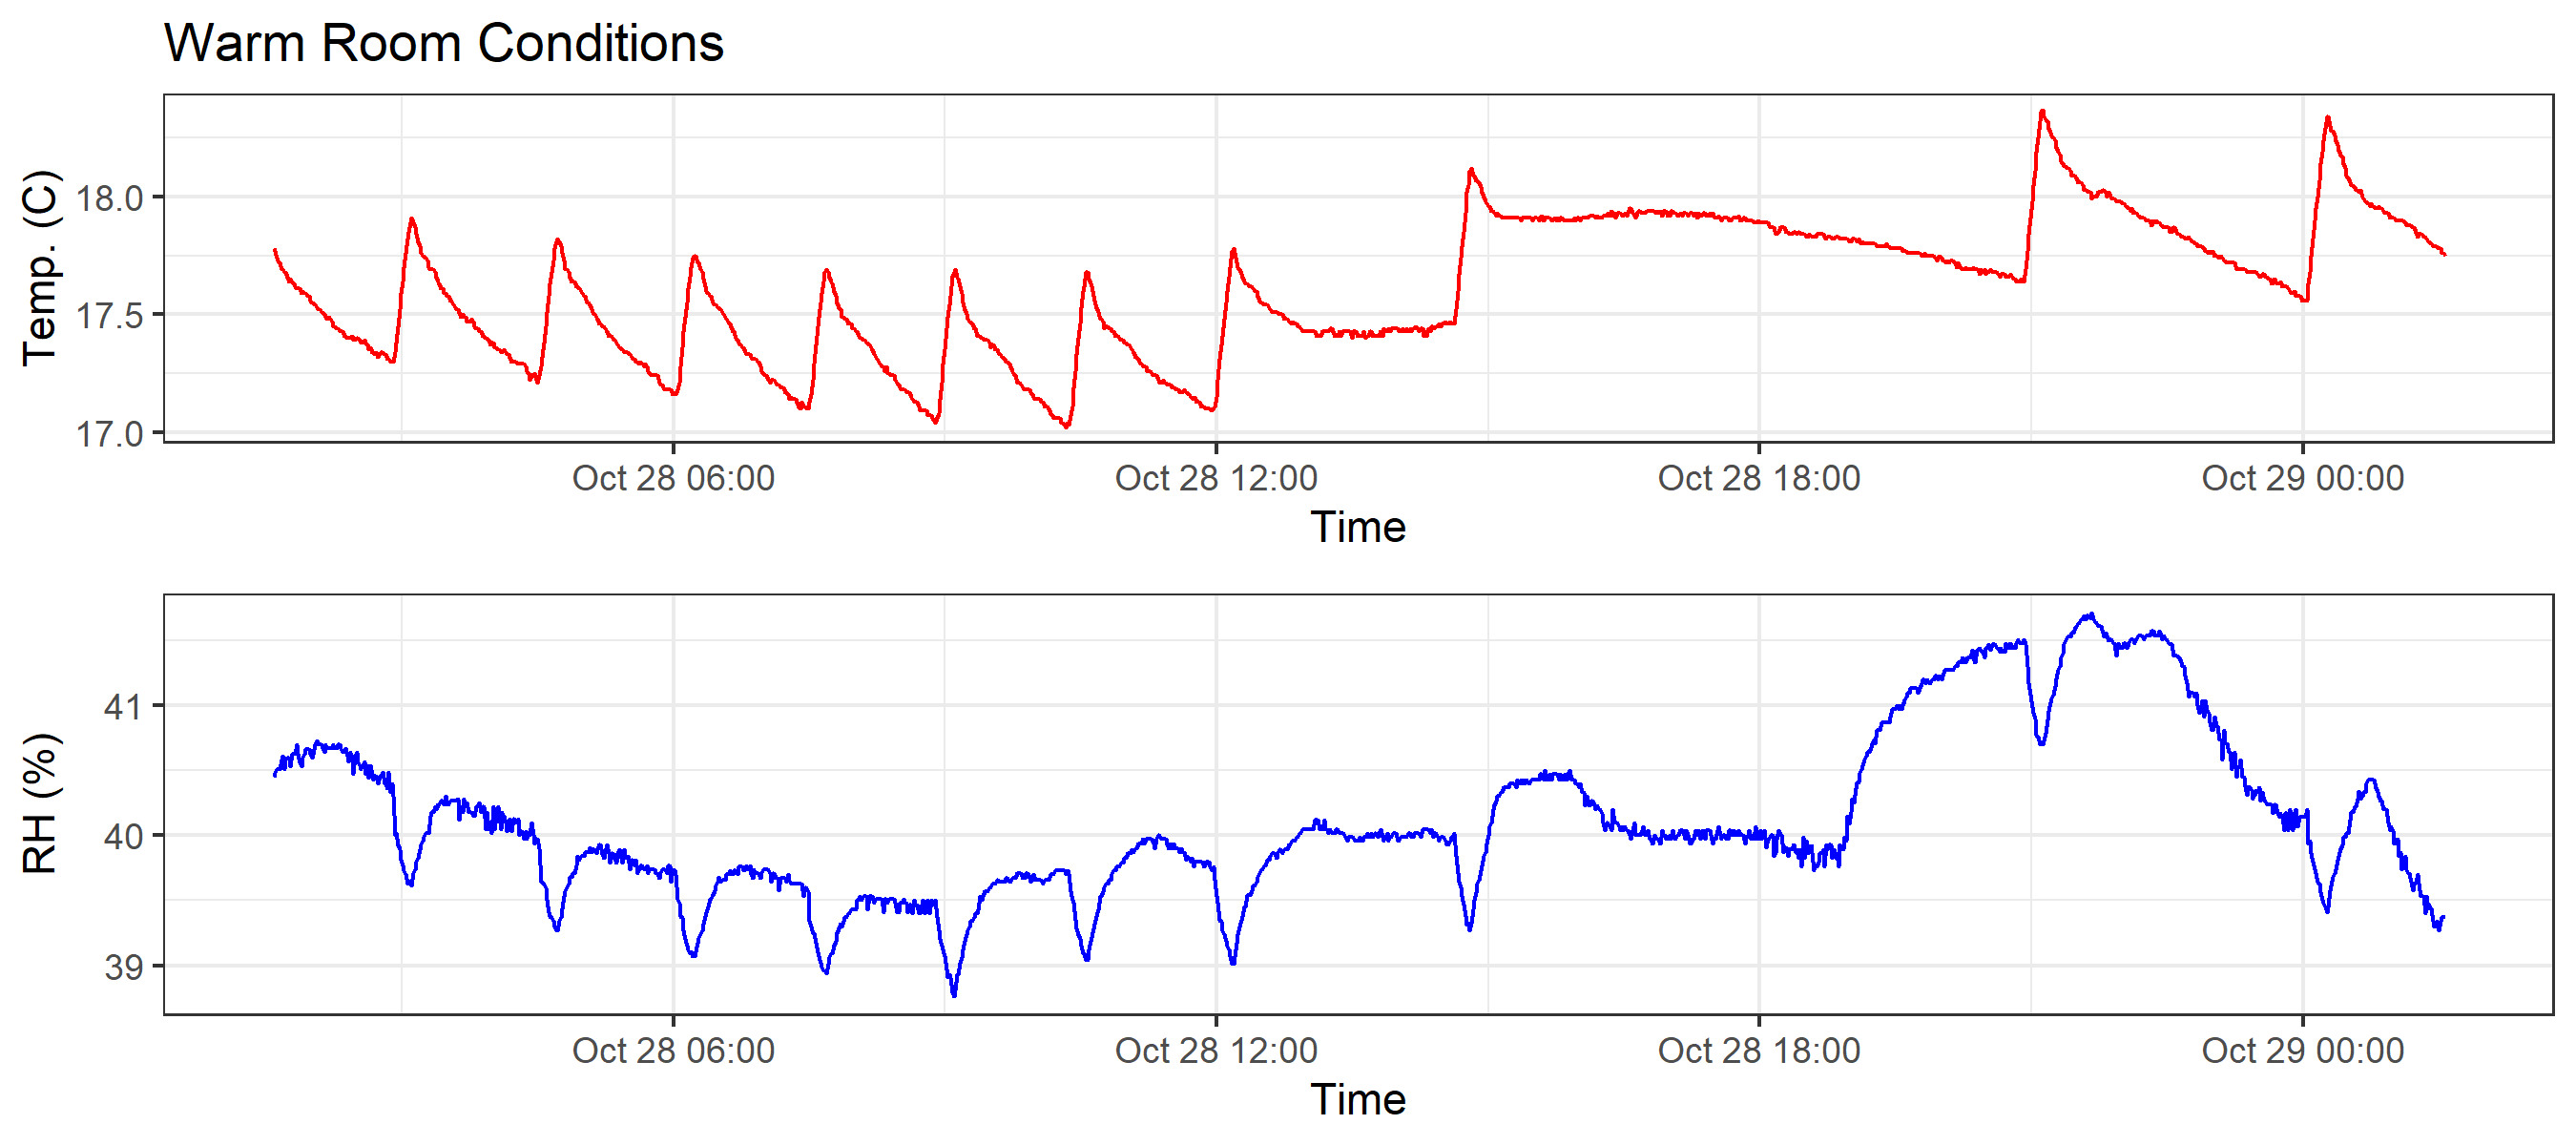 Warm Room Conditions
Temp. (C)
18.0
17.5
17.0
Oct 28 06:00 Oct 28 12:00 Oct 28 18:00 Oct 29 00:00
Time
RH (%)
41
40
39
Oct 28 06:00 Oct 28 12:00 Oct 28 18:00 Oct 29 00:00
Time